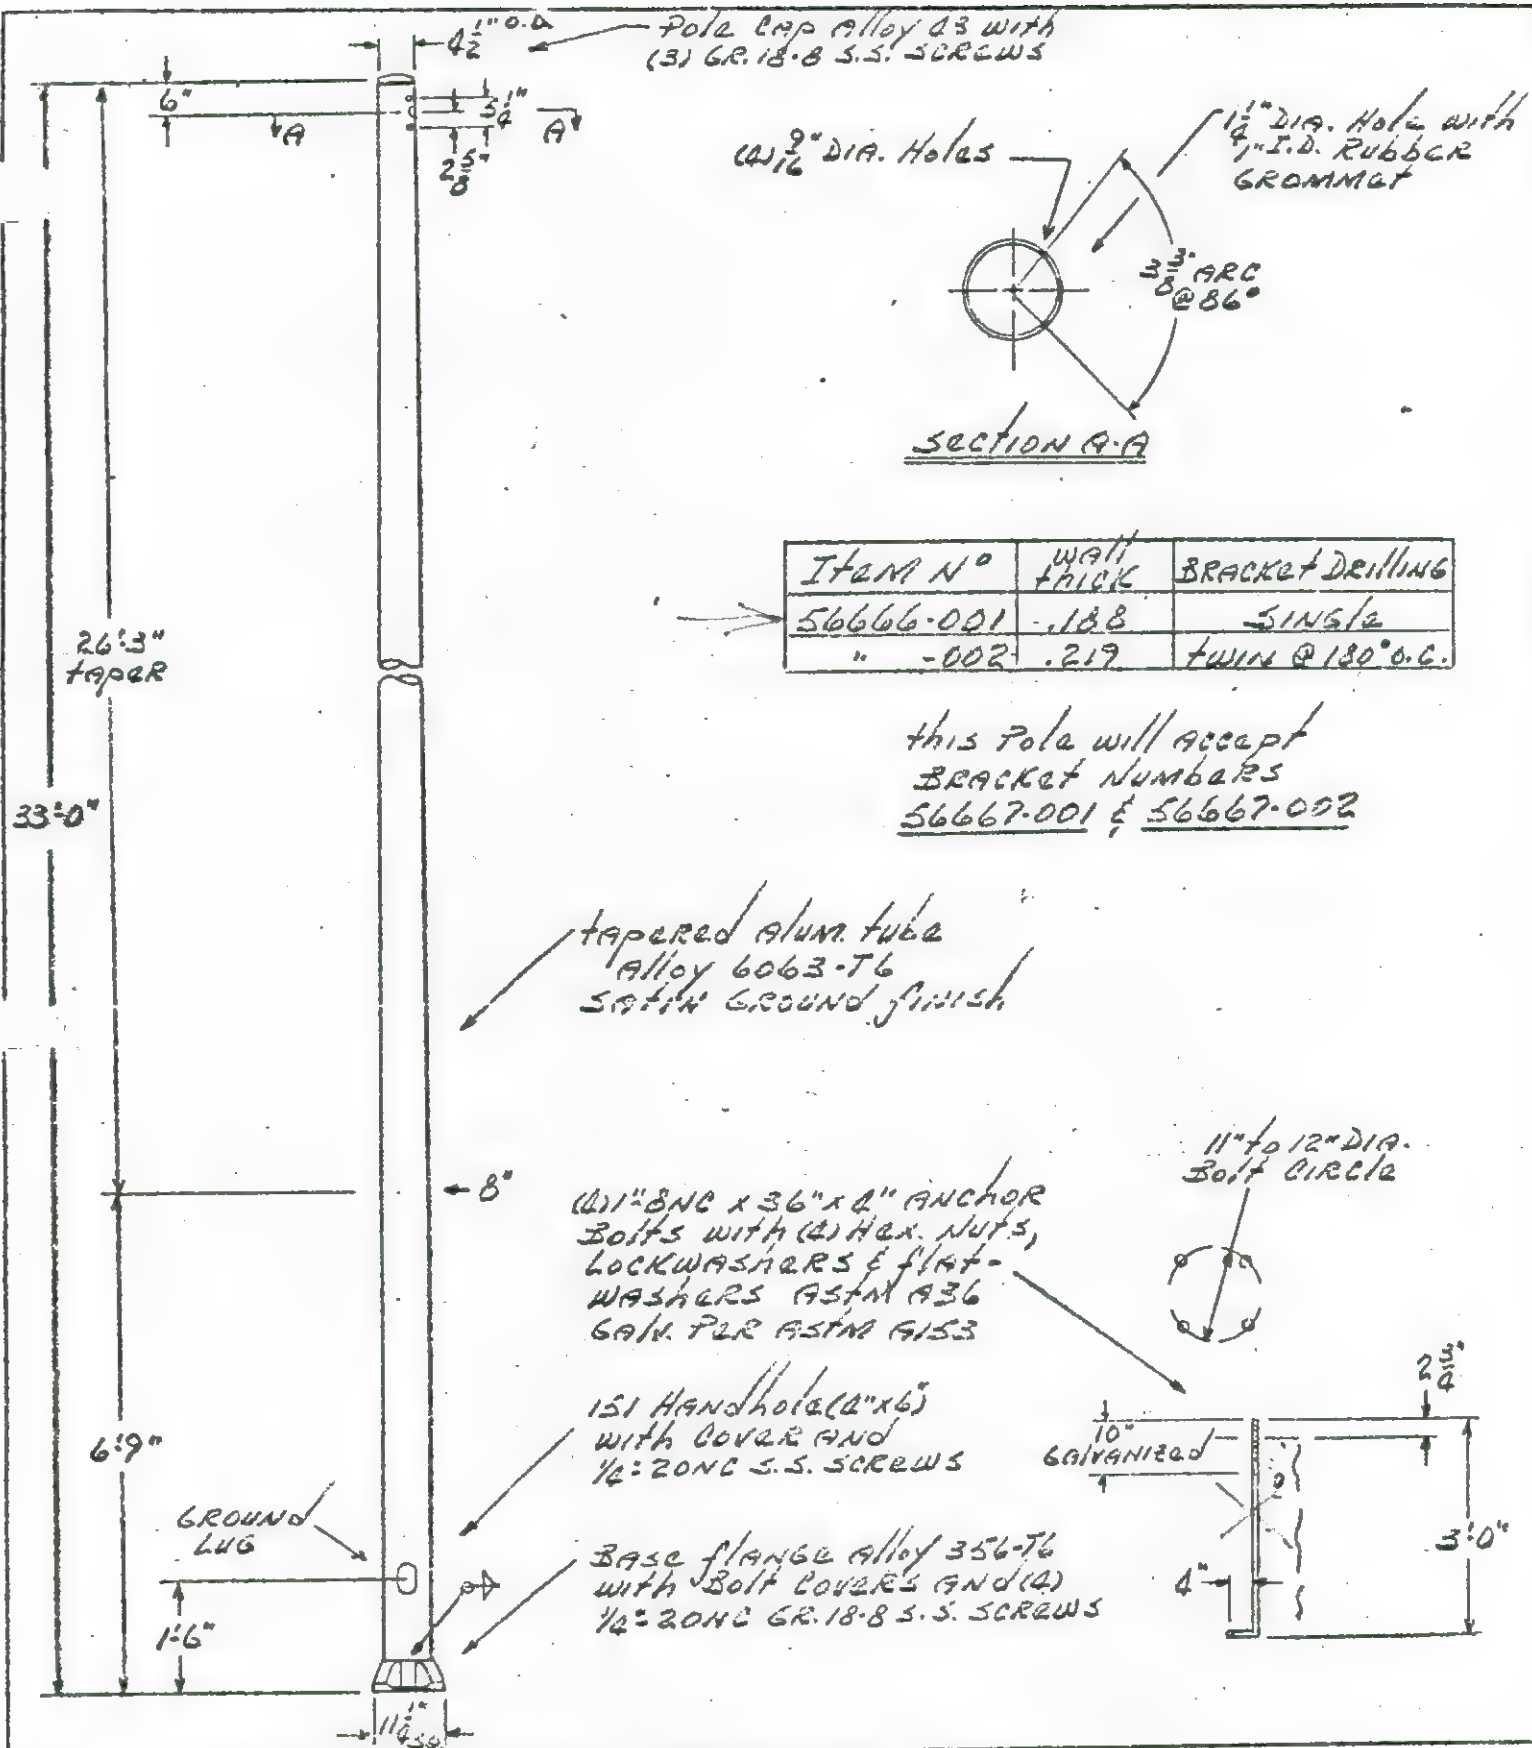 4 1/2" O.D.
Pole Cap Alloy 43 with
(3) GR. 18-8 S.S. SCREWS
6"
A
A
5 1/4"
2 5/8"
(4) 9/16" DIA. Holes
1 1/4" DIA. Hole with
1" I.D. RUBBER
GROMMET
3 3/8" ARC
@ 86°
SECTION A-A
Item No WALL THICK BRACKET DRILLING
56666-001 .188 SINGLE
" -002 .219 TWIN @ 180° O.C.
this Pole will Accept
BRACKET NUMBERS
56667-001 & 56667-002
26'-3"
TAPER
33'-0"
TAPERED ALUM. tube
Alloy 6063-T6
SATIN GROUND finish
8"
(4) 1"-8NC x 36" x 4" ANCHOR
Bolts with (4) Hex. Nuts,
LOCKWASHERS & flat-
WASHERS ASTM A36
GALV. PER ASTM A153
11" to 12" DIA.
Bolt CIRCLE
151 Handhole (4"x6")
with COVER AND
1/4"-20NC S.S. SCREWS
6'-9"
GROUND
LUG
1'-6"
BASE flange Alloy 356-T6
with Bolt COVERS AND (4)
1/4"-20NC GR. 18-8 S.S. SCREWS
10"
GALVANIZED
2 3/4"
3'-0"
4"
11 1/4" SQ.